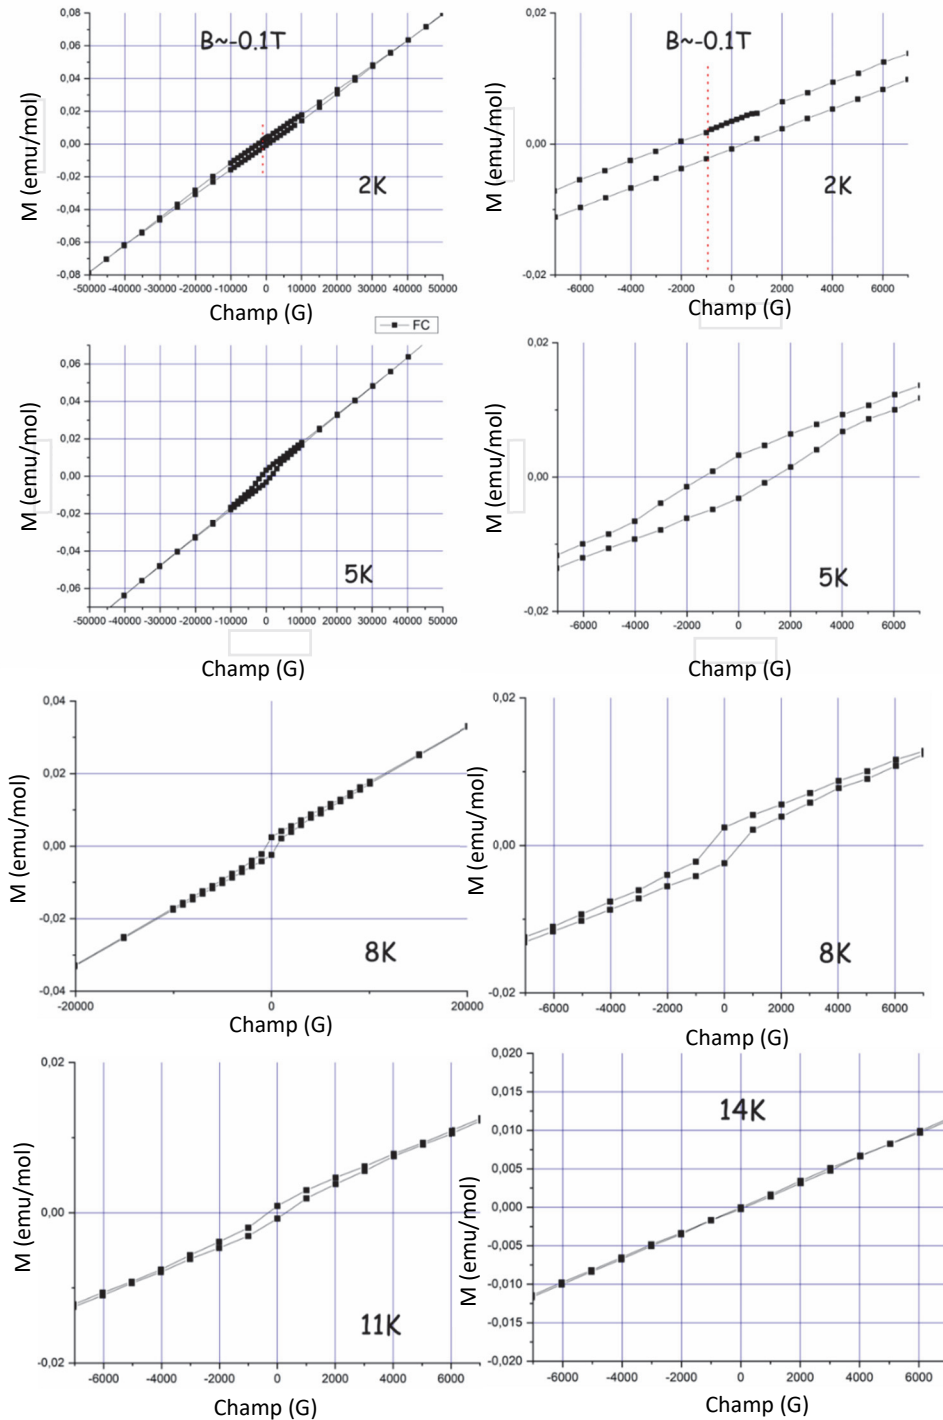 B~-0.1T
0,08
0,06
0,04
0,02
0,00
-0,02
-0,04
-0,06
-0,08
M (emu/mol)
2K
-50000 -40000 -30000 -20000 -10000 0 10000 20000 30000 40000 50000
Champ (G)
B~-0.1T
0,02
0,00
-0,02
M (emu/mol)
2K
-6000 -4000 -2000 0 2000 4000 6000
Champ (G)
FC
0,06
0,04
0,02
0,00
-0,02
-0,04
-0,06
M (emu/mol)
5K
-50000 -40000 -30000 -20000 -10000 0 10000 20000 30000 40000 50000
Champ (G)
0,02
0,00
-0,02
M (emu/mol)
5K
-6000 -4000 -2000 0 2000 4000 6000
Champ (G)
0,04
0,02
0,00
-0,02
-0,04
M (emu/mol)
8K
-20000 0 20000
Champ (G)
0,02
0,00
-0,02
M (emu/mol)
8K
-6000 -4000 -2000 0 2000 4000 6000
Champ (G)
0,02
0,00
-0,02
M (emu/mol)
11K
-6000 -4000 -2000 0 2000 4000 6000
Champ (G)
0,020
0,015
0,010
0,005
0,000
-0,005
-0,010
-0,015
-0,020
M (emu/mol)
14K
-6000 -4000 -2000 0 2000 4000 6000
Champ (G)